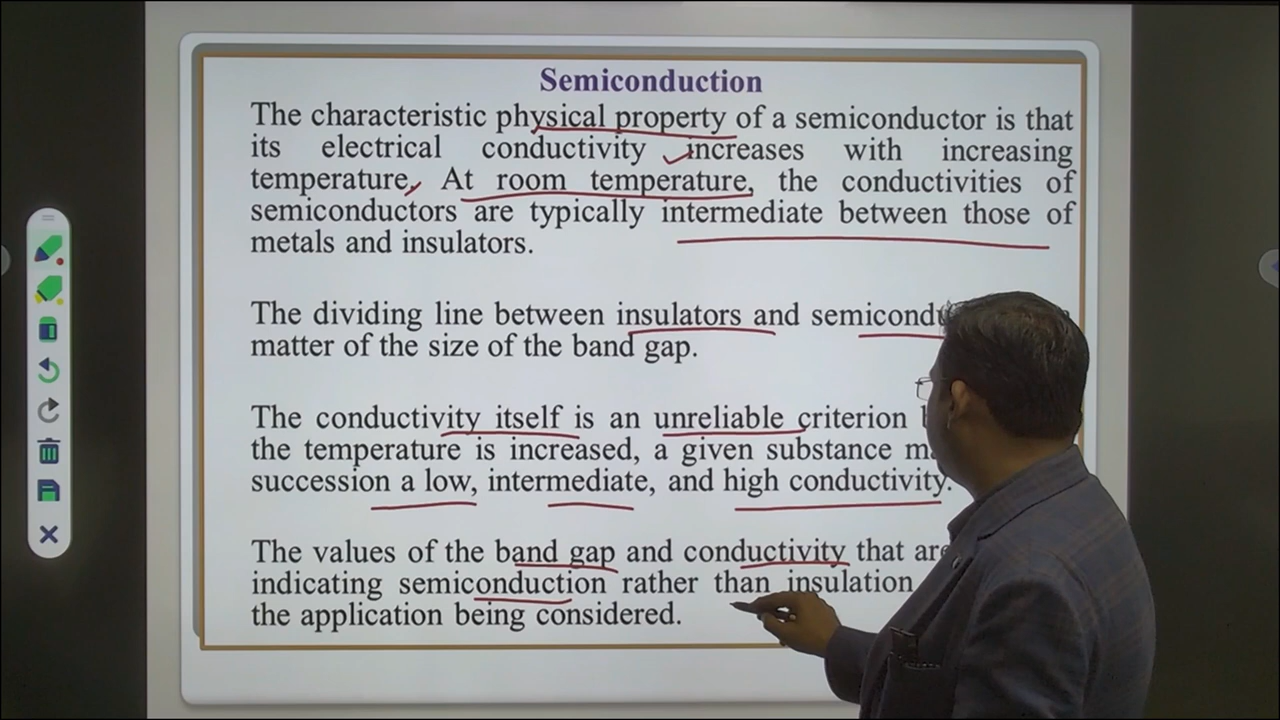 Semiconduction
The characteristic physical property of a semiconductor is that
its electrical conductivity increases with increasing
temperature, At room temperature, the conductivities of
semiconductors are typically intermediate between those of
metals and insulators.
The dividing line between insulators and
matter of the size of the band gap.
The conductivity itself is an unreliable criterion
the temperature is increased, a given substance
succession a low, intermediate, and high conductivity.
The values of the band gap and conductivity that are
indicating semiconduction rather than insulation
the application being considered.